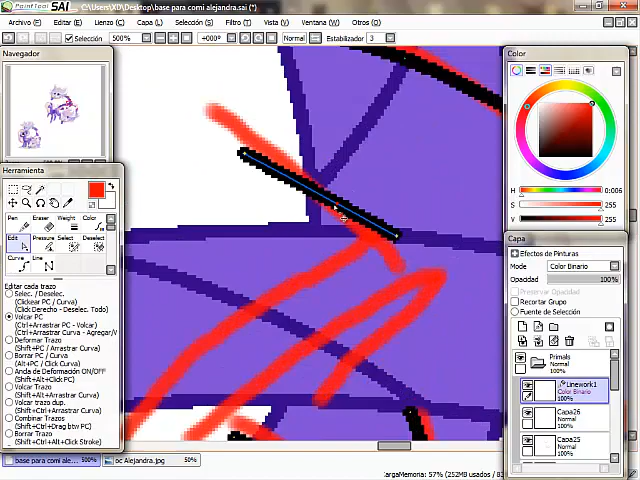 PaintTool SAI - C:\Users\XD\Desktop\base para comi alejandra.sai (*)
Archivo Editar (E) Lienzo (C) Capa (L) Selección (S) Filtro (T) Vista (V) Ventana (W) Otros (O)
Selección 500% +000° Normal Estabilizador 3
Navegador
Herramienta
Pen Eraser Weight Color
Edit Pressure Select Deselect
Curve Line
Editar cada trazo
Selec. /Deselec.
(Clickear PC / Curva)
(Click Derecho - Deselec. Todo)
Volcar PC
(Ctrl+Arrastrar PC - Volcar)
(Ctrl+Arrastrar Curva - Agregar/V
Deformar Trazo
(Shift+PC / Arrastrar Curva)
Borrar PC / Curva
(Alt+PC / Click Curva)
Anda de Deformación ON/OFF
(Shift+Alt+Click PC)
Volcar Trazo
(Shift+Alt+Arrastrar Curva)
Volcar trazo dup.
(Shift+Ctrl+Arrastrar Curva)
Combinar Trazos
(Shift+Ctrl+Drag btw PC)
Borrar Trazo
(Shift+Ctrl+Alt+Click Stroke)
Color
H 0:006
S 255
V 255
Capa
Efectos de Pinturas
Mode Color Binario
Opacidad 100%
Preservar Opacidad
Recortar Grupo
Fuente de Selección
Primals
Normal
100%
Linework1
Color Binario
100%
Capa26
Normal
100%
Capa25
Normal
100%
base para comi ale... 500% oc Alejandra.jpg 50%